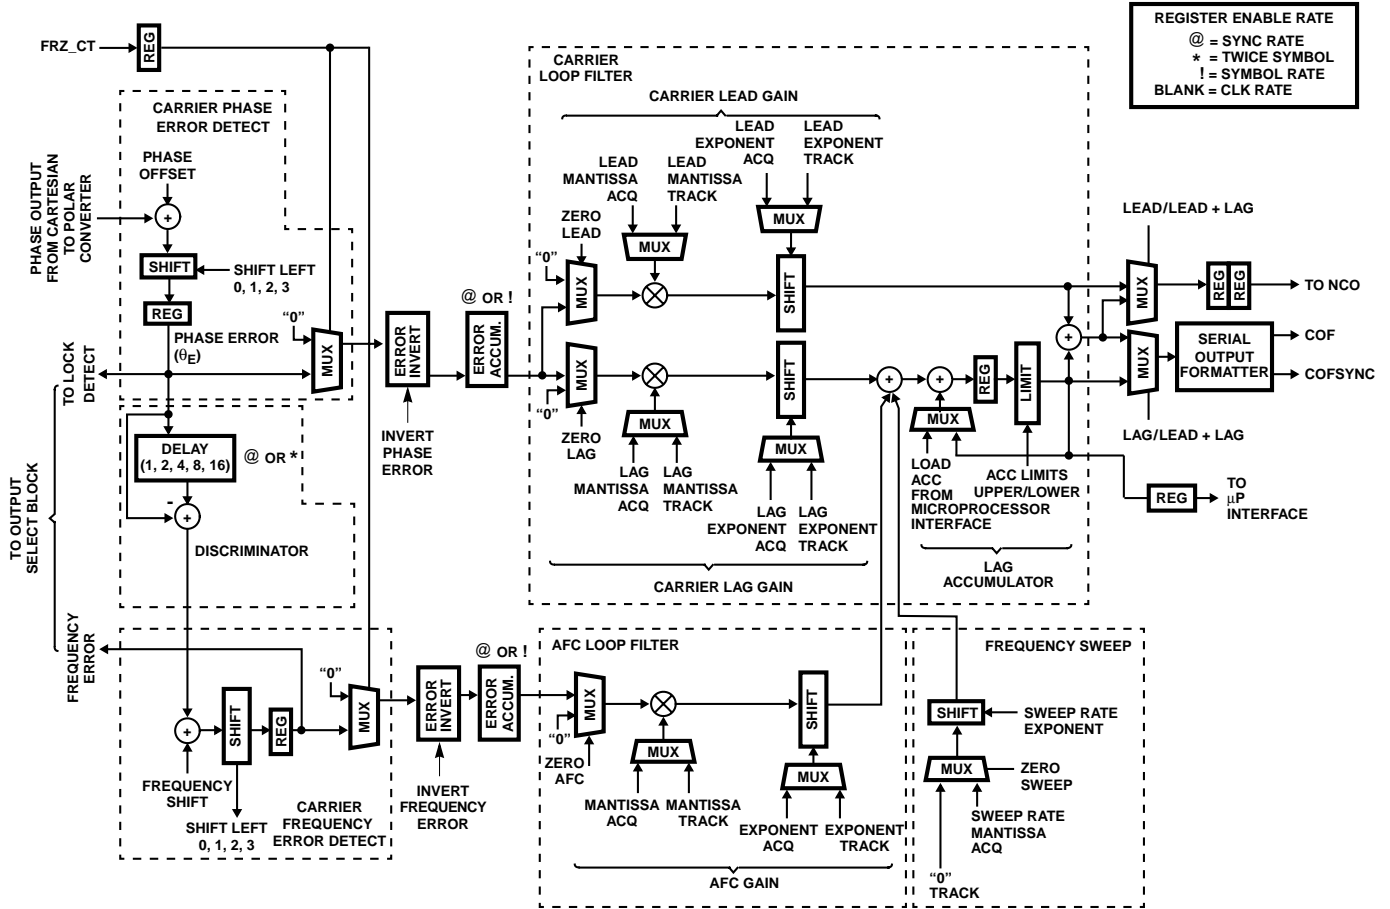 REGISTER ENABLE RATE
@ = SYNC RATE
* = TWICE SYMBOL
! = SYMBOL RATE
BLANK = CLK RATE
FRZ_CT
REG
CARRIER PHASE
ERROR DETECT
PHASE
OFFSET
PHASE OUTPUT
FROM CARTESIAN
TO POLAR
CONVERTER
+
SHIFT
SHIFT LEFT
0, 1, 2, 3
REG
PHASE ERROR
(θE)
"0"
MUX
TO LOCK
DETECT
DELAY
(1, 2, 4, 8, 16)
@ OR *
-
+
DISCRIMINATOR
TO OUTPUT
SELECT BLOCK
FREQUENCY
ERROR
ERROR
INVERT
INVERT
PHASE
ERROR
@ OR !
ERROR
ACCUM.
CARRIER
LOOP FILTER
CARRIER LEAD GAIN
LEAD
EXPONENT
ACQ
LEAD
EXPONENT
TRACK
LEAD
MANTISSA
ACQ
LEAD
MANTISSA
TRACK
MUX
ZERO
LEAD
MUX
"0"
MUX
SHIFT
MUX
"0"
ZERO
LAG
SHIFT
MUX
LAG
MANTISSA
ACQ
LAG
MANTISSA
TRACK
MUX
LAG
EXPONENT
ACQ
LAG
EXPONENT
TRACK
CARRIER LAG GAIN
+
+
REG
LIMIT
MUX
LOAD
ACC
FROM
MICROPROCESSOR
INTERFACE
ACC LIMITS
UPPER/LOWER
LAG
ACCUMULATOR
+
LEAD/LEAD + LAG
MUX
REG
REG
TO NCO
MUX
SERIAL
OUTPUT
FORMATTER
COF
COFSYNC
LAG/LEAD + LAG
REG
TO
μP
INTERFACE
+
FREQUENCY
SHIFT
SHIFT
SHIFT LEFT
0, 1, 2, 3
REG
"0"
MUX
CARRIER
FREQUENCY
ERROR DETECT
ERROR
INVERT
INVERT
FREQUENCY
ERROR
@ OR !
ERROR
ACCUM.
AFC LOOP FILTER
MUX
"0"
ZERO
AFC
MUX
MANTISSA
ACQ
MANTISSA
TRACK
SHIFT
MUX
EXPONENT
ACQ
EXPONENT
TRACK
AFC GAIN
FREQUENCY SWEEP
SHIFT
SWEEP RATE
EXPONENT
MUX
ZERO
SWEEP
SWEEP RATE
MANTISSA
ACQ
"0"
TRACK